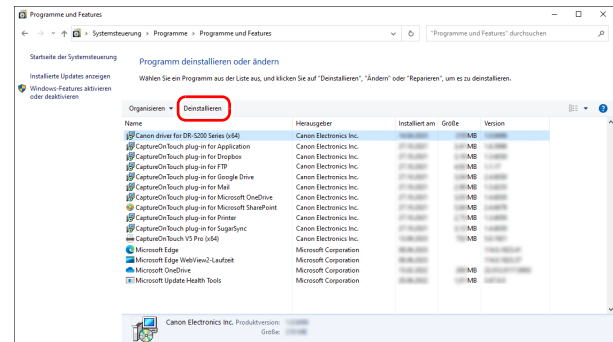 Programme und Features
Systemsteuerung > Programme > Programme und Features
"Programme und Features" durchsuchen
Startseite der Systemsteuerung
Installierte Updates anzeigen
Windows-Features aktivieren
oder deaktivieren
Programm deinstallieren oder ändern
Wählen Sie ein Programm aus der Liste aus, und klicken Sie auf "Deinstallieren", "Ändern" oder "Reparieren", um es zu deinstallieren.
Organisieren Deinstallieren
Name Herausgeber Installiert am Größe Version
Canon driver for DR-S200 Series (x64) Canon Electronics Inc. MB
CaptureOnTouch plug-in for Application Canon Electronics Inc. MB
CaptureOnTouch plug-in for Dropbox Canon Electronics Inc. MB
CaptureOnTouch plug-in for FTP Canon Electronics Inc. MB
CaptureOnTouch plug-in for Google Drive Canon Electronics Inc. MB
CaptureOnTouch plug-in for Mail Canon Electronics Inc. MB
CaptureOnTouch plug-in for Microsoft OneDrive Canon Electronics Inc. MB
CaptureOnTouch plug-in for Microsoft SharePoint Canon Electronics Inc. MB
CaptureOnTouch plug-in for Printer Canon Electronics Inc. MB
CaptureOnTouch plug-in for SugarSync Canon Electronics Inc. MB
CaptureOnTouch V5 Pro (x64) Canon Electronics Inc. MB
Microsoft Edge Microsoft Corporation
Microsoft Edge WebView2-Laufzeit Microsoft Corporation
Microsoft OneDrive Microsoft Corporation MB
Microsoft Update Health Tools Microsoft Corporation MB
Canon Electronics Inc. Produktversion:
Größe: